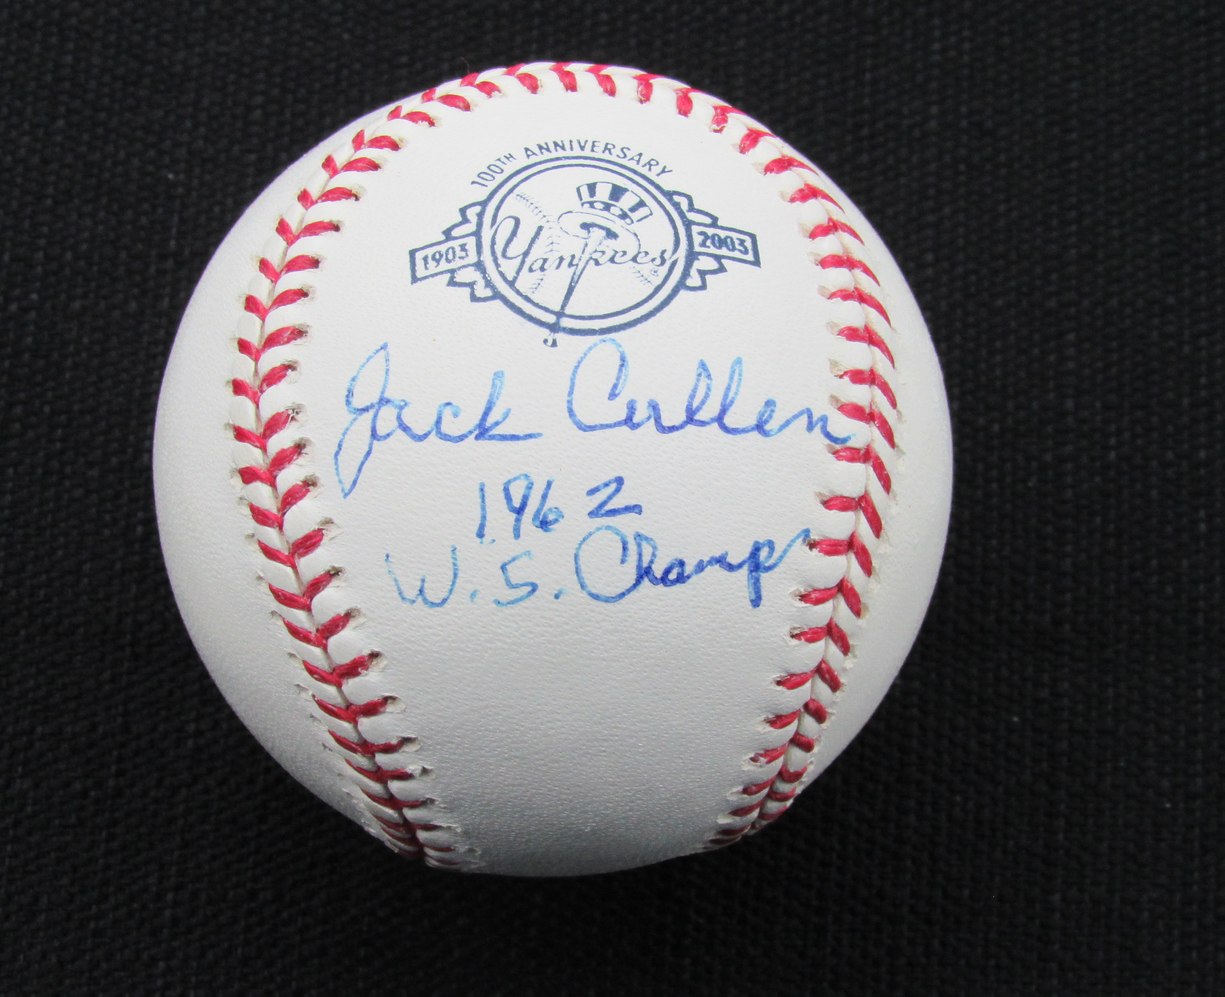 100TH ANNIVERSARY
1903 Yankees 2003
Jack Cullen
1962
W.S. Champs